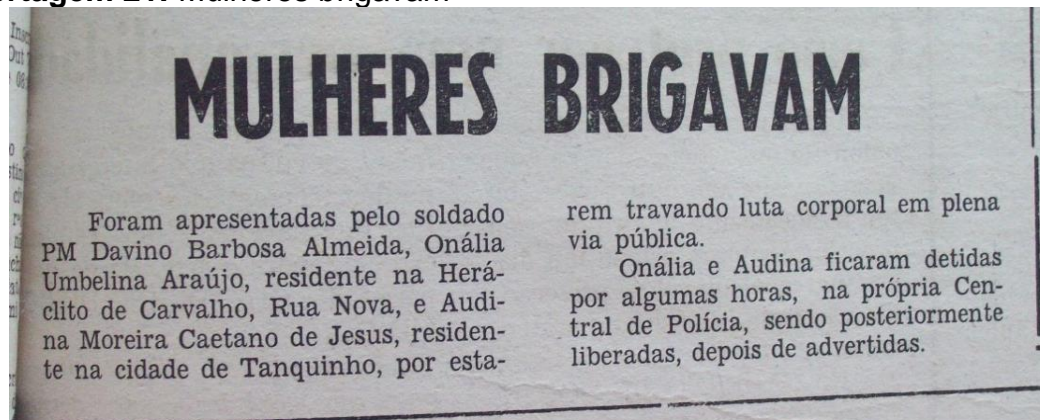 Mulheres brigavam
MULHERES BRIGAVAM
Foram apresentadas pelo soldado
PM Davino Barbosa Almeida, Onália
Umbelina Araújo, residente na Herá-
clito de Carvalho, Rua Nova, e Audi-
na Moreira Caetano de Jesus, residen-
te na cidade de Tanquinho, por esta-
rem travando luta corporal em plena
via pública.
Onália e Audina ficaram detidas
por algumas horas, na própria Cen-
tral de Polícia, sendo posteriormente
liberadas, depois de advertidas.